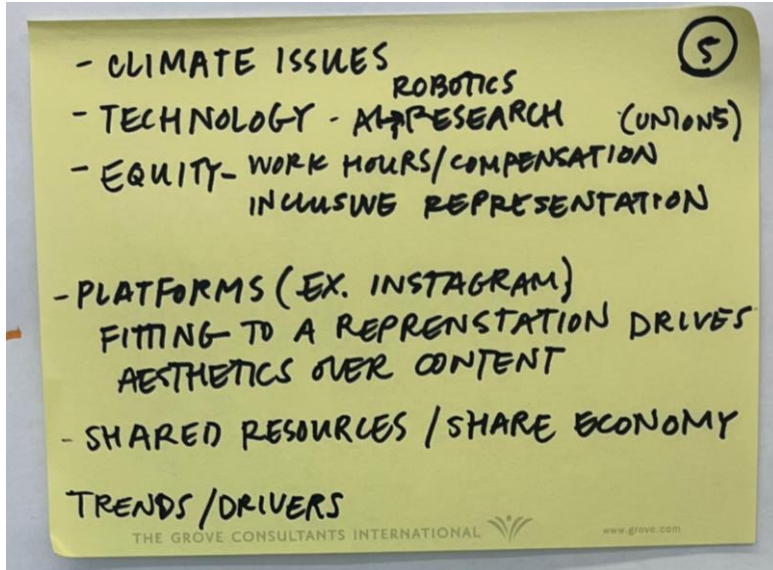 - CLIMATE ISSUES
5
ROBOTICS
- TECHNOLOGY - AI→RESEARCH (UNIONS)
- EQUITY - WORK HOURS/COMPENSATION
INCLUSIVE REPRESENTATION
- PLATFORMS (EX. INSTAGRAM)
FITTING TO A REPRENSTATION DRIVES
AESTHETICS OVER CONTENT
- SHARED RESOURCES / SHARE ECONOMY
TRENDS/DRIVERS
THE GROVE CONSULTANTS INTERNATIONAL
www.grove.com